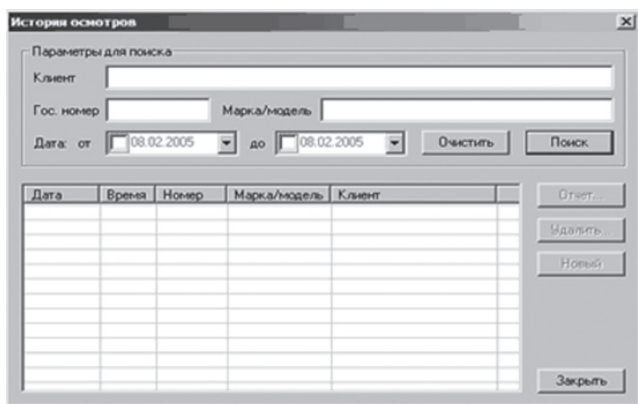 История осмотров
Параметры для поиска
Клиент
Гос. номер Марка/модель
Дата: от 08.02.2005 до 08.02.2005 Очистить Поиск
Дата Время Номер Марка/модель Клиент
Отчет...
Удалить...
Новый
Закрыть